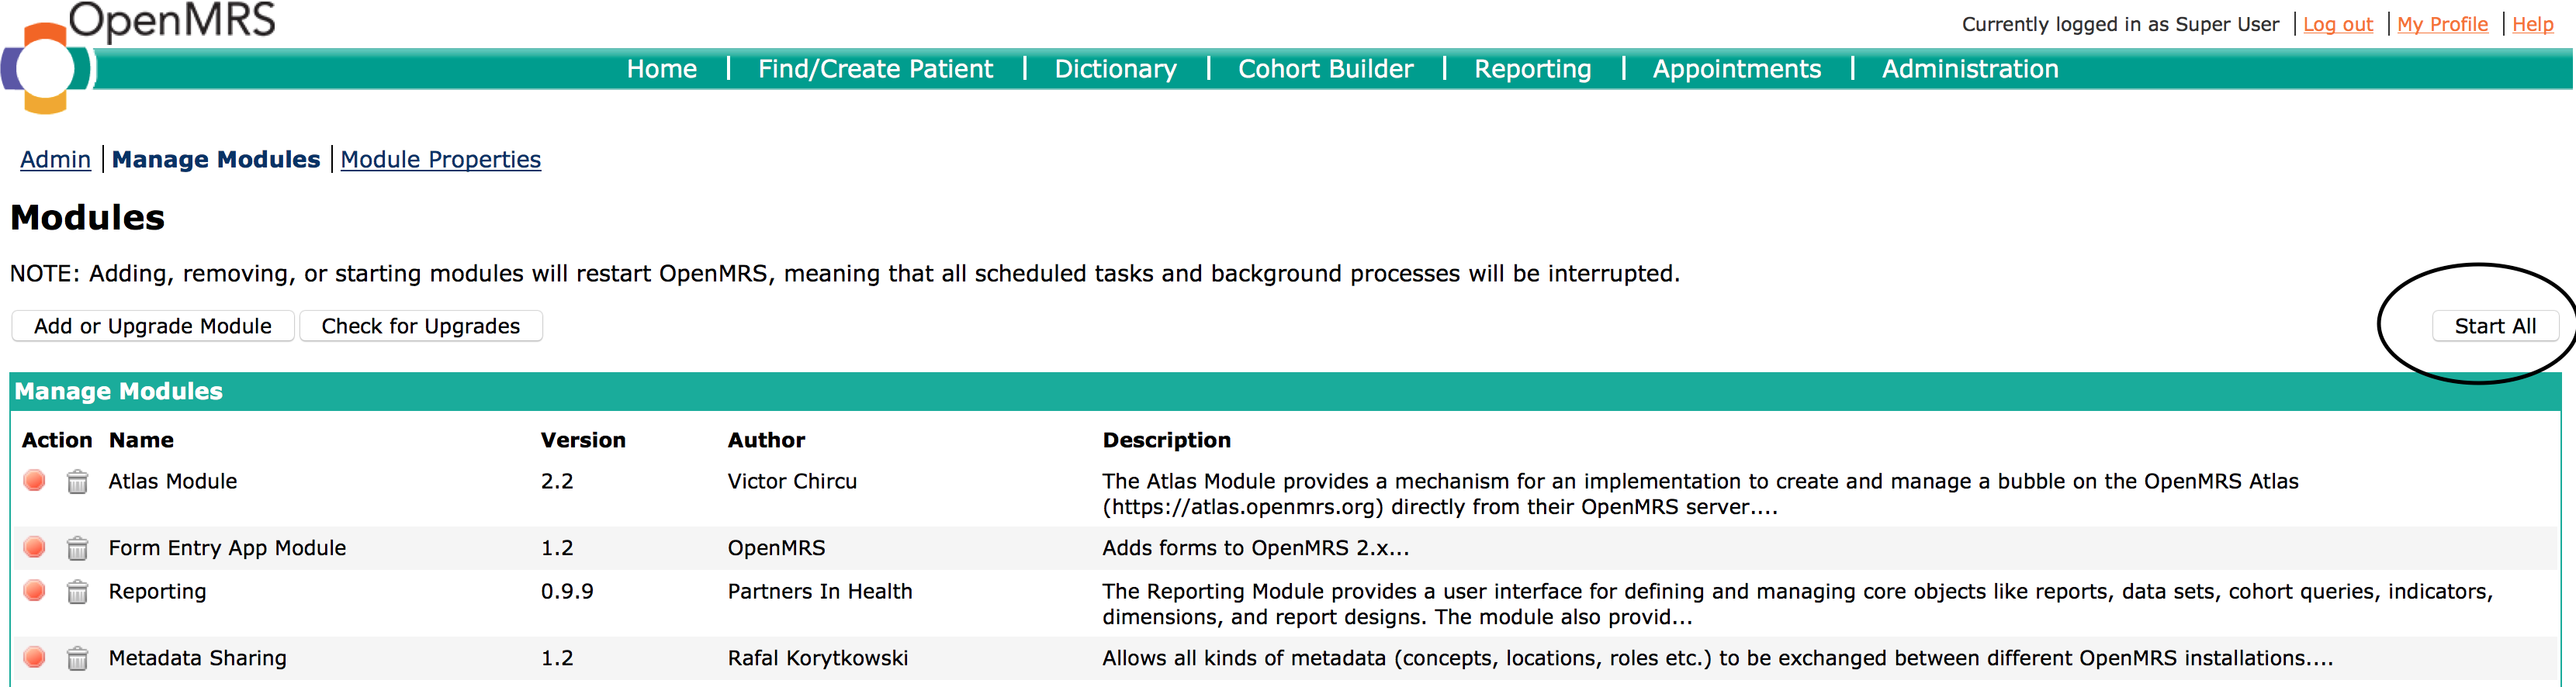 OpenMRS
Currently logged in as Super User | Log out | My Profile | Help
Home | Find/Create Patient | Dictionary | Cohort Builder | Reporting | Appointments | Administration
Admin | Manage Modules | Module Properties
Modules
NOTE: Adding, removing, or starting modules will restart OpenMRS, meaning that all scheduled tasks and background processes will be interrupted.
Add or Upgrade Module Check for Upgrades Start All
Manage Modules
Action Name Version Author Description
Atlas Module 2.2 Victor Chircu The Atlas Module provides a mechanism for an implementation to create and manage a bubble on the OpenMRS Atlas
(https://atlas.openmrs.org) directly from their OpenMRS server....
Form Entry App Module 1.2 OpenMRS Adds forms to OpenMRS 2.x...
Reporting 0.9.9 Partners In Health The Reporting Module provides a user interface for defining and managing core objects like reports, data sets, cohort queries, indicators,
dimensions, and report designs. The module also provid...
Metadata Sharing 1.2 Rafal Korytkowski Allows all kinds of metadata (concepts, locations, roles etc.) to be exchanged between different OpenMRS installations....